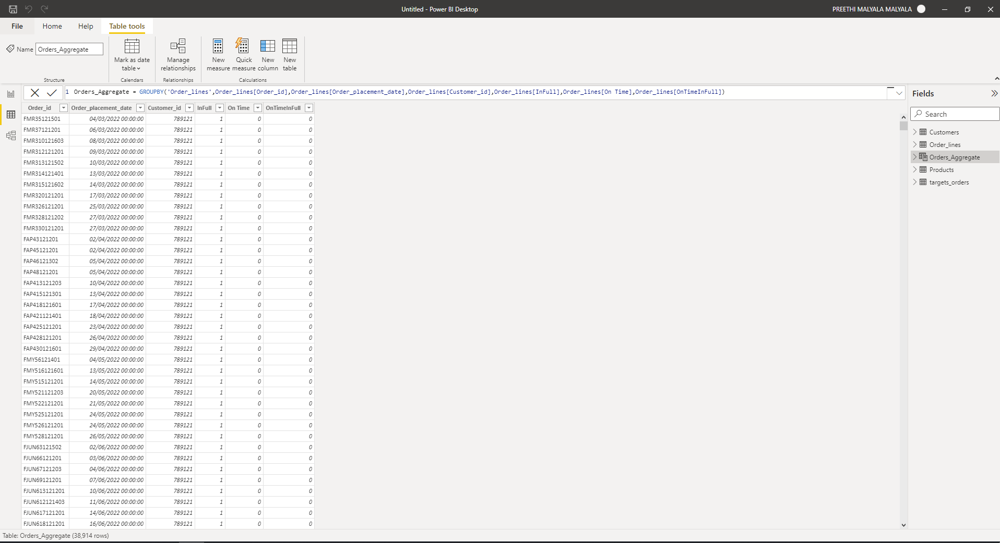 Untitled - Power BI Desktop
PREETHI MALYALA MALYALA
File Home Help Table tools
Name Orders_Aggregate
Mark as date table
Manage relationships
New measure
Quick measure
New column
New table
Structure Calendars Relationships Calculations
1 Orders_Aggregate = GROUPBY('Order_lines',Order_lines[Order_id],Order_lines[Order_placement_date],Order_lines[Customer_id],Order_lines[InFull],Order_lines[On Time],Order_lines[OnTimeInFull])
Order_id Order_placement_date Customer_id InFull On Time OnTimeInFull
FMR35121501 04/03/2022 00:00:00 789121 1 0 0
FMR37121201 06/03/2022 00:00:00 789121 1 0 0
FMR310121603 08/03/2022 00:00:00 789121 1 0 0
FMR312121201 09/03/2022 00:00:00 789121 1 0 0
FMR313121502 10/03/2022 00:00:00 789121 1 0 0
FMR314121401 13/03/2022 00:00:00 789121 1 0 0
FMR315121602 14/03/2022 00:00:00 789121 1 0 0
FMR320121201 17/03/2022 00:00:00 789121 1 0 0
FMR326121201 25/03/2022 00:00:00 789121 1 0 0
FMR328121202 27/03/2022 00:00:00 789121 1 0 0
FMR330121201 27/03/2022 00:00:00 789121 1 0 0
FAP43121201 02/04/2022 00:00:00 789121 1 0 0
FAP45121201 02/04/2022 00:00:00 789121 1 0 0
FAP46121302 05/04/2022 00:00:00 789121 1 0 0
FAP48121201 05/04/2022 00:00:00 789121 1 0 0
FAP413121203 10/04/2022 00:00:00 789121 1 0 0
FAP415121301 13/04/2022 00:00:00 789121 1 0 0
FAP418121601 17/04/2022 00:00:00 789121 1 0 0
FAP421121401 18/04/2022 00:00:00 789121 1 0 0
FAP425121201 23/04/2022 00:00:00 789121 1 0 0
FAP428121201 26/04/2022 00:00:00 789121 1 0 0
FAP430121601 29/04/2022 00:00:00 789121 1 0 0
FMY56121401 04/05/2022 00:00:00 789121 1 0 0
FMY516121601 13/05/2022 00:00:00 789121 1 0 0
FMY515121201 14/05/2022 00:00:00 789121 1 0 0
FMY521121203 20/05/2022 00:00:00 789121 1 0 0
FMY522121201 21/05/2022 00:00:00 789121 1 0 0
FMY525121201 24/05/2022 00:00:00 789121 1 0 0
FMY526121201 24/05/2022 00:00:00 789121 1 0 0
FMY528121201 26/05/2022 00:00:00 789121 1 0 0
FJUN63121502 02/06/2022 00:00:00 789121 1 0 0
FJUN66121201 03/06/2022 00:00:00 789121 1 0 0
FJUN67121203 04/06/2022 00:00:00 789121 1 0 0
FJUN69121201 07/06/2022 00:00:00 789121 1 0 0
FJUN613121201 10/06/2022 00:00:00 789121 1 0 0
FJUN612121403 11/06/2022 00:00:00 789121 1 0 0
FJUN617121201 14/06/2022 00:00:00 789121 1 0 0
FJUN618121201 16/06/2022 00:00:00 789121 1 0 0
Fields
Search
Customers
Order_lines
Orders_Aggregate
Products
targets_orders
Table: Orders_Aggregate (38,914 rows)